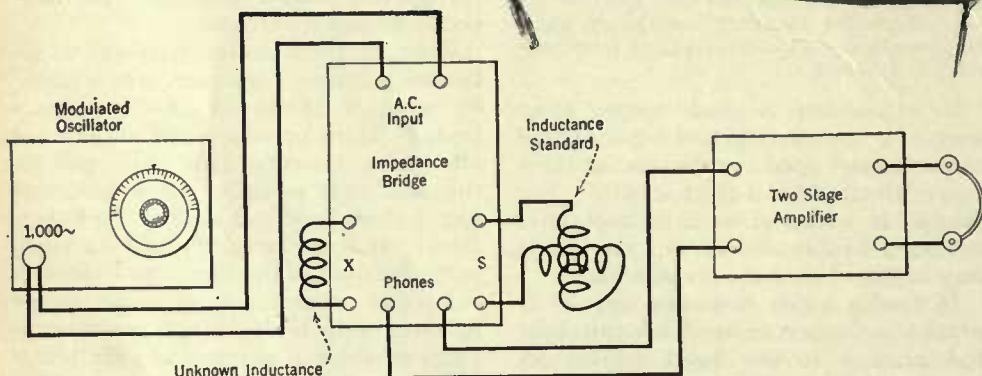 Modulated
Oscillator
1,000~
A.C.
Input
Impedance
Bridge
X
S
Phones
Unknown Inductance
Inductance
Standard
Two Stage
Amplifier